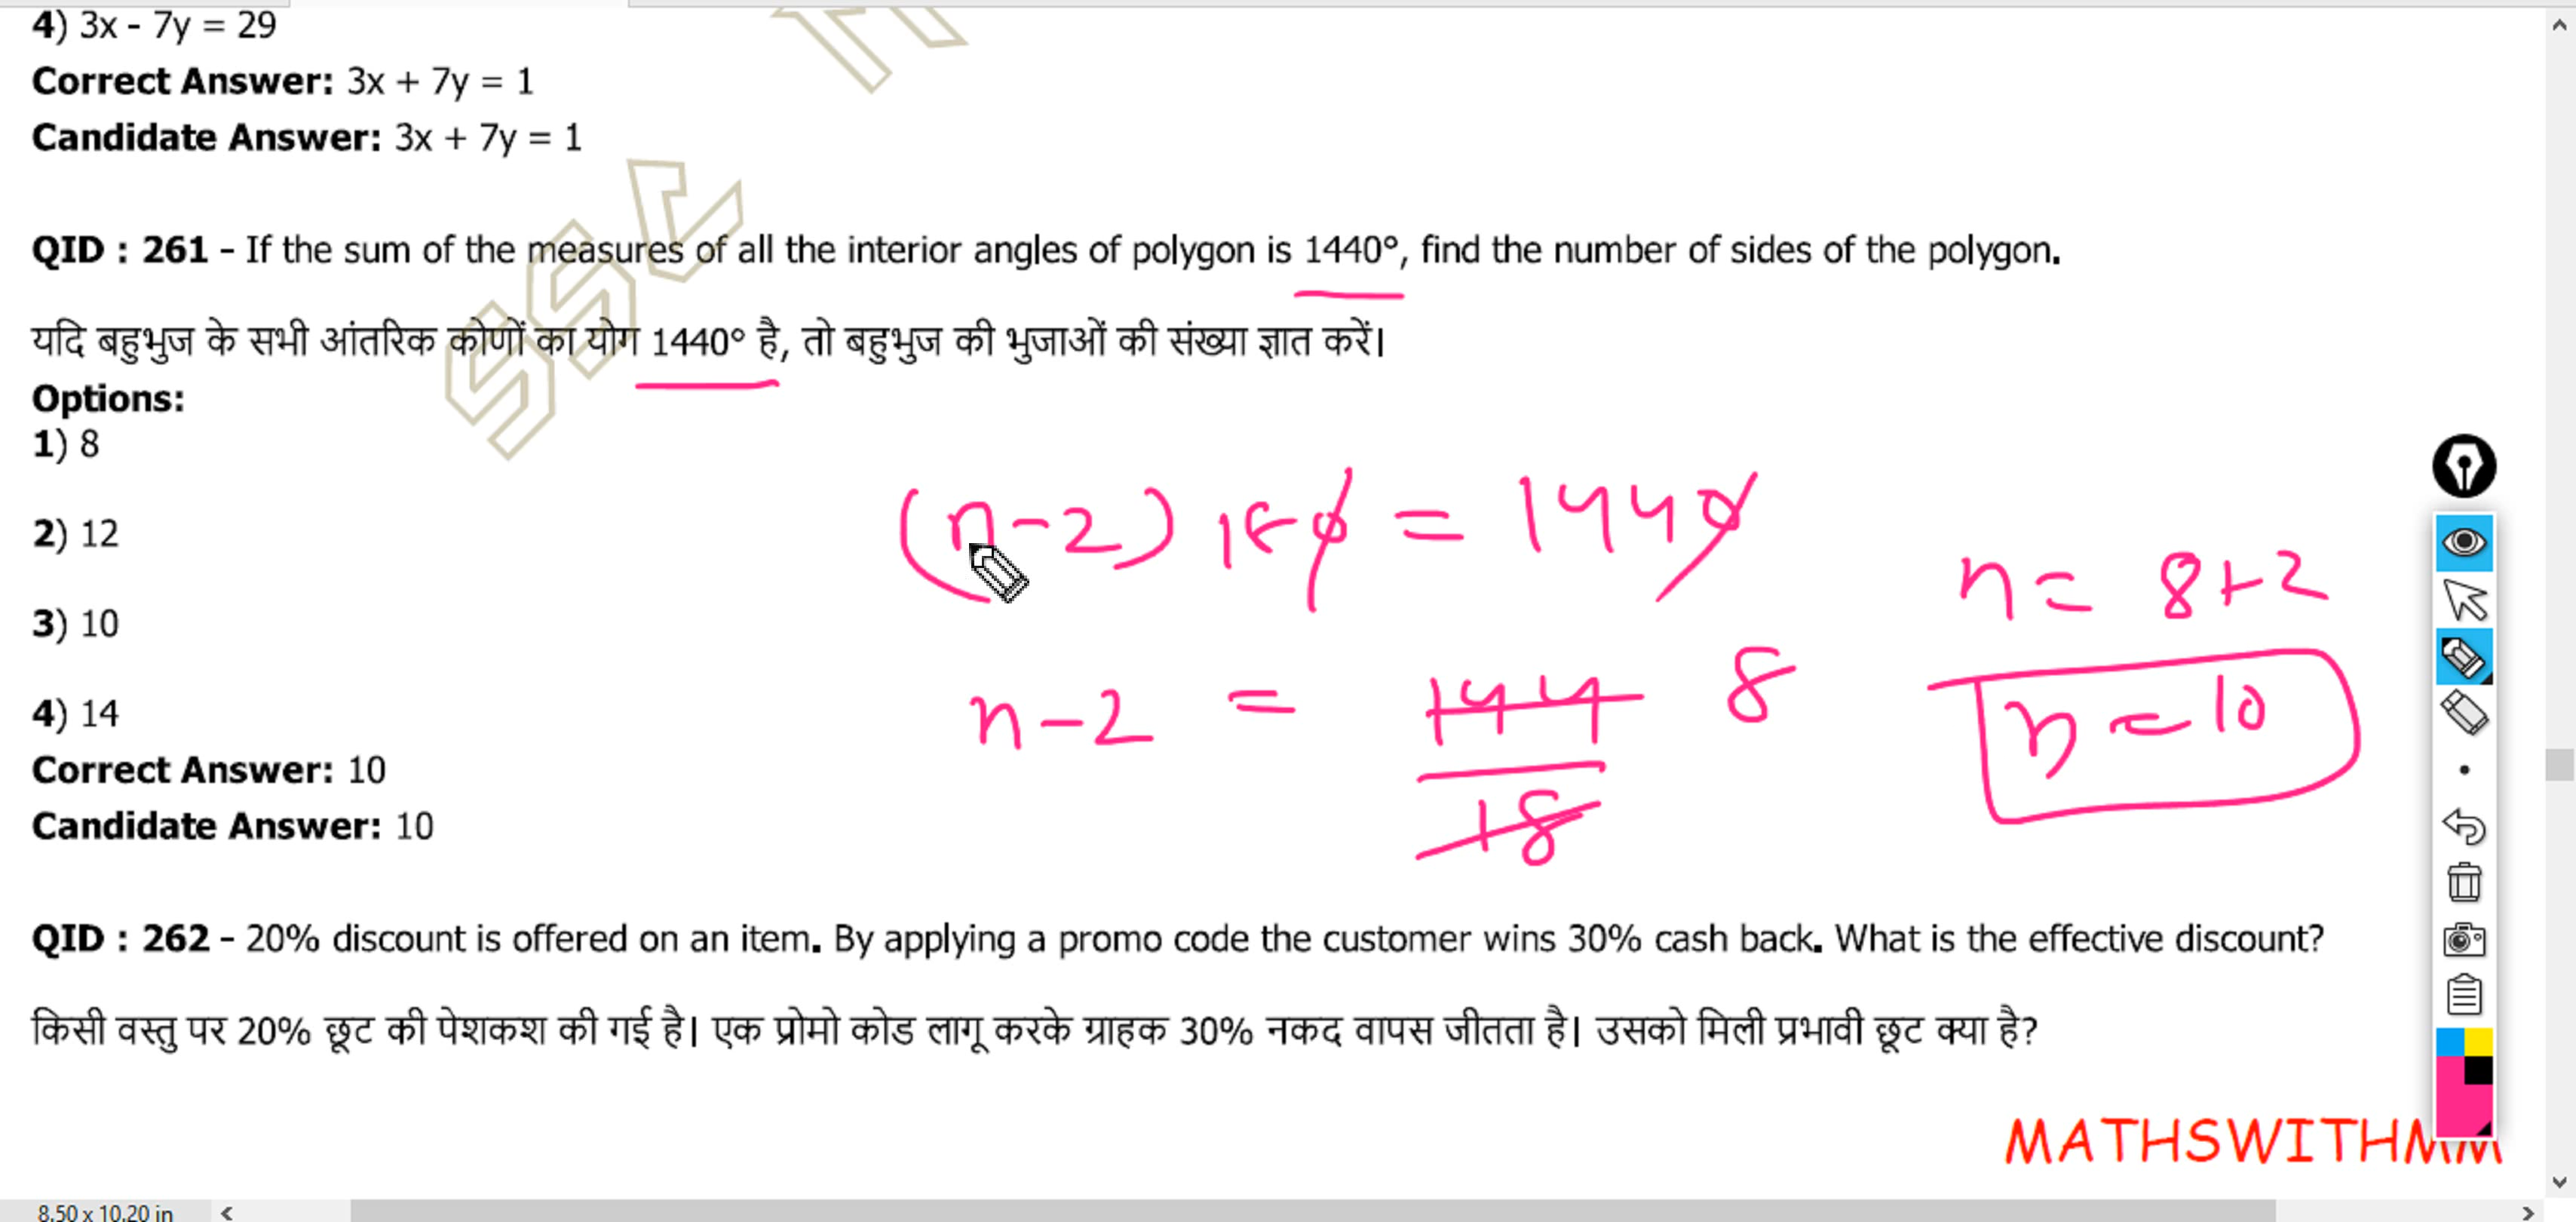 4) 3x - 7y = 29
Correct Answer: 3x + 7y = 1
Candidate Answer: 3x + 7y = 1
SSC
QID : 261 - If the sum of the measures of all the interior angles of polygon is 1440°, find the number of sides of the polygon.
यदि बहुभुज के सभी आंतरिक कोणों का योग 1440° है, तो बहुभुज की भुजाओं की संख्या ज्ञात करें।
Options:
1) 8
2) 12
3) 10
4) 14
Correct Answer: 10
Candidate Answer: 10
(n-2) 180 = 1440
n-2 = 144/18 8
n = 8+2
n = 10
QID : 262 - 20% discount is offered on an item. By applying a promo code the customer wins 30% cash back. What is the effective discount?
किसी वस्तु पर 20% छूट की पेशकश की गई है। एक प्रोमो कोड लागू करके ग्राहक 30% नकद वापस जीतता है। उसको मिली प्रभावी छूट क्या है?
MATHSWITHMM
8.50 x 10.20 in